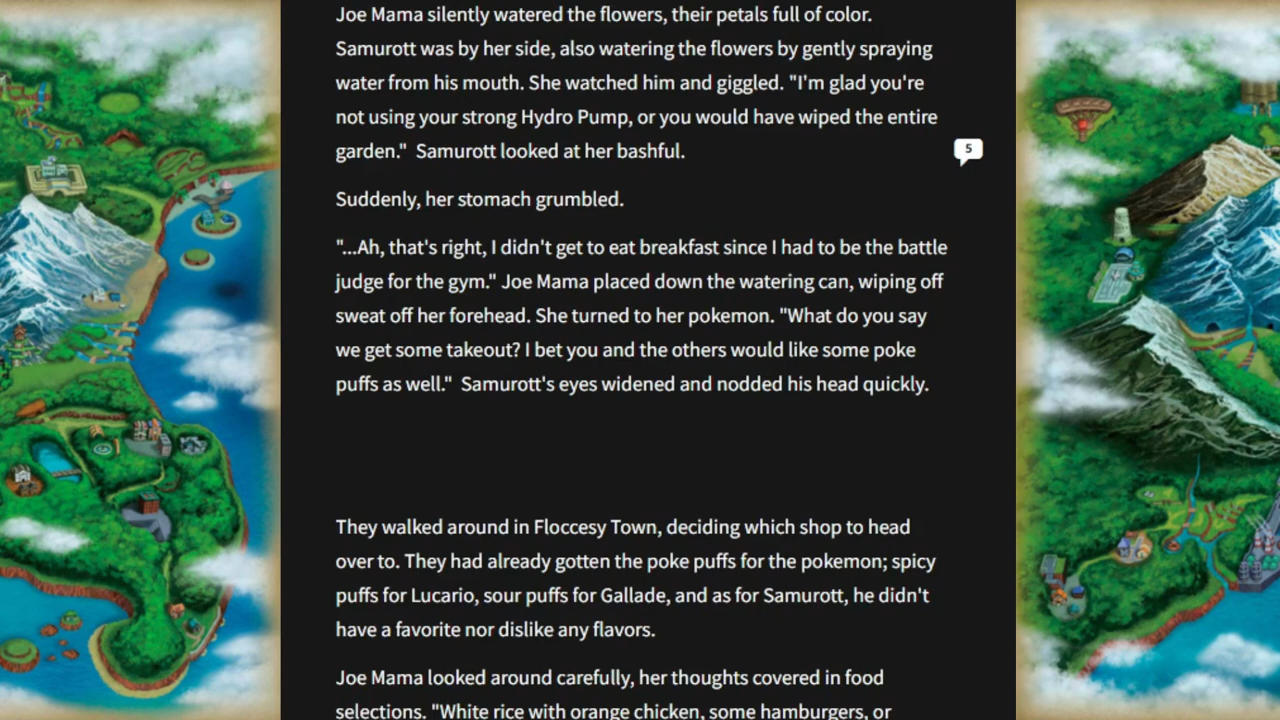 Joe Mama silently watered the flowers, their petals full of color.
Samurott was by her side, also watering the flowers by gently spraying
water from his mouth. She watched him and giggled. "I'm glad you're
not using your strong Hydro Pump, or you would have wiped the entire
garden."  Samurott looked at her bashful.
5
Suddenly, her stomach grumbled.
"...Ah, that's right, I didn't get to eat breakfast since I had to be the battle
judge for the gym." Joe Mama placed down the watering can, wiping off
sweat off her forehead. She turned to her pokemon. "What do you say
we get some takeout? I bet you and the others would like some poke
puffs as well."  Samurott's eyes widened and nodded his head quickly.
They walked around in Floccesy Town, deciding which shop to head
over to. They had already gotten the poke puffs for the pokemon; spicy
puffs for Lucario, sour puffs for Gallade, and as for Samurott, he didn't
have a favorite nor dislike any flavors.
Joe Mama looked around carefully, her thoughts covered in food
selections. "White rice with orange chicken, some hamburgers, or